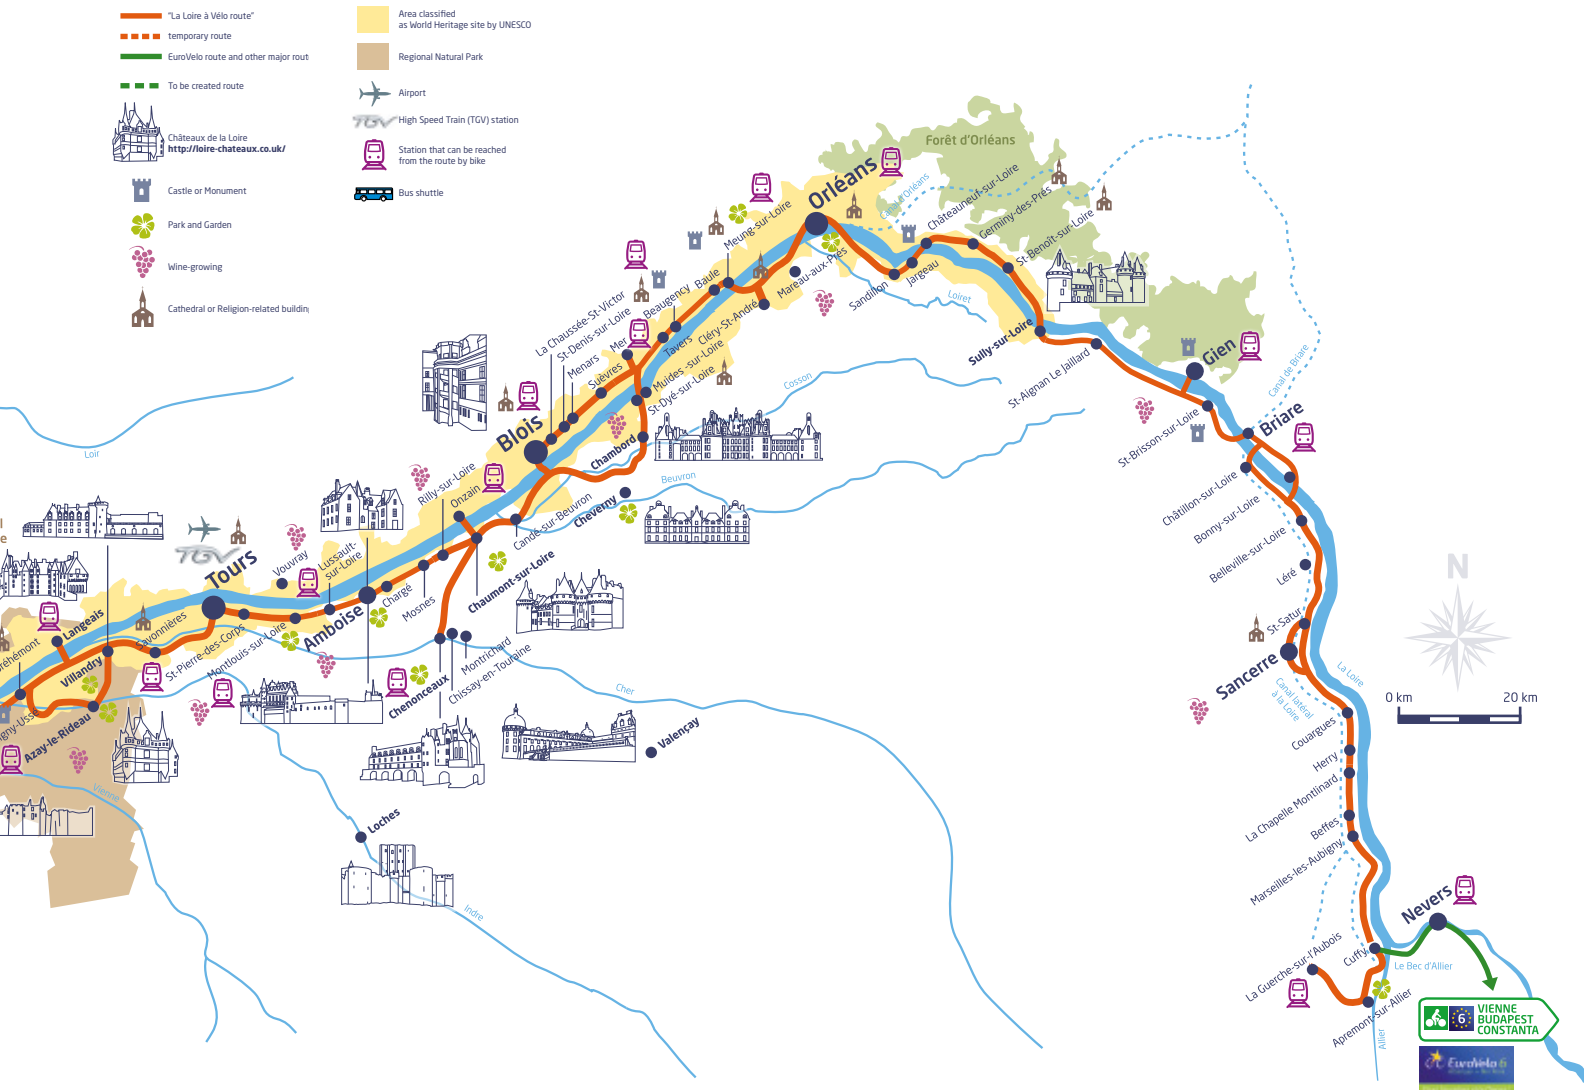 "La Loire à Vélo route"
temporary route
EuroVelo route and other major rout
To be created route
Châteaux de la Loire
http://loire-chateaux.co.uk/
Castle or Monument
Park and Garden
Wine-growing
Cathedral or Religion-related building
Area classified
as World Heritage site by UNESCO
Regional Natural Park
Airport
TGV
High Speed Train (TGV) station
Station that can be reached
from the route by bike
Bus shuttle
Forêt d'Orléans
Orléans
Canal d'Orléans
Châteauneuf-sur-Loire
Germiny-des-Prés
St-Benoît-sur-Loire
Meung-sur-Loire
Mareau-aux-Prés
Sandillon
Jargeau
Loiret
Sully-sur-Loire
St-Aignan Le Jaillard
Gien
Canal de Briare
St-Brisson-sur-Loire
Briare
Châtillon-sur-Loire
Bonny-sur-Loire
Belleville-sur-Loire
Léré
St-Satur
Sancerre
La Loire
Canal latéral
à la Loire
Couargues
Herry
La Chapelle Montlinard
Beffes
Marseilles-les-Aubigny
Nevers
Cuffy
Le Bec d'Allier
La Guerche-sur-l'Aubois
Apremont-sur-Allier
Allier
N
0 km
20 km
6
VIENNE
BUDAPEST
CONSTANTA
EuroVelo 6
Baule
Beaugency
Cléry-St-André
Tavers
La Chaussée-St-Victor
St-Denis-sur-Loire
Mer
Menars
Suèvres
Muides -sur-Loire
St-Dyé-sur-Loire
Blois
Chambord
Cosson
Beuvron
Cheverny
Candé-sur-Beuvron
Rilly-sur-Loire
Onzain
Chaumont-sur-Loire
Loir
TGV
Tours
Vouvray
Lussault-
sur-Loire
Amboise
Chargé
Mosnes
Montrichard
Chissay-en-Touraine
Chenonceaux
Cher
Valençay
Savonnières
St-Pierre-des-Corps
Montlouis-sur-Loire
Langeais
Villandry
réhémont
l
e
igny-Ussé
Azay-le-Rideau
Vienne
Loches
Indre